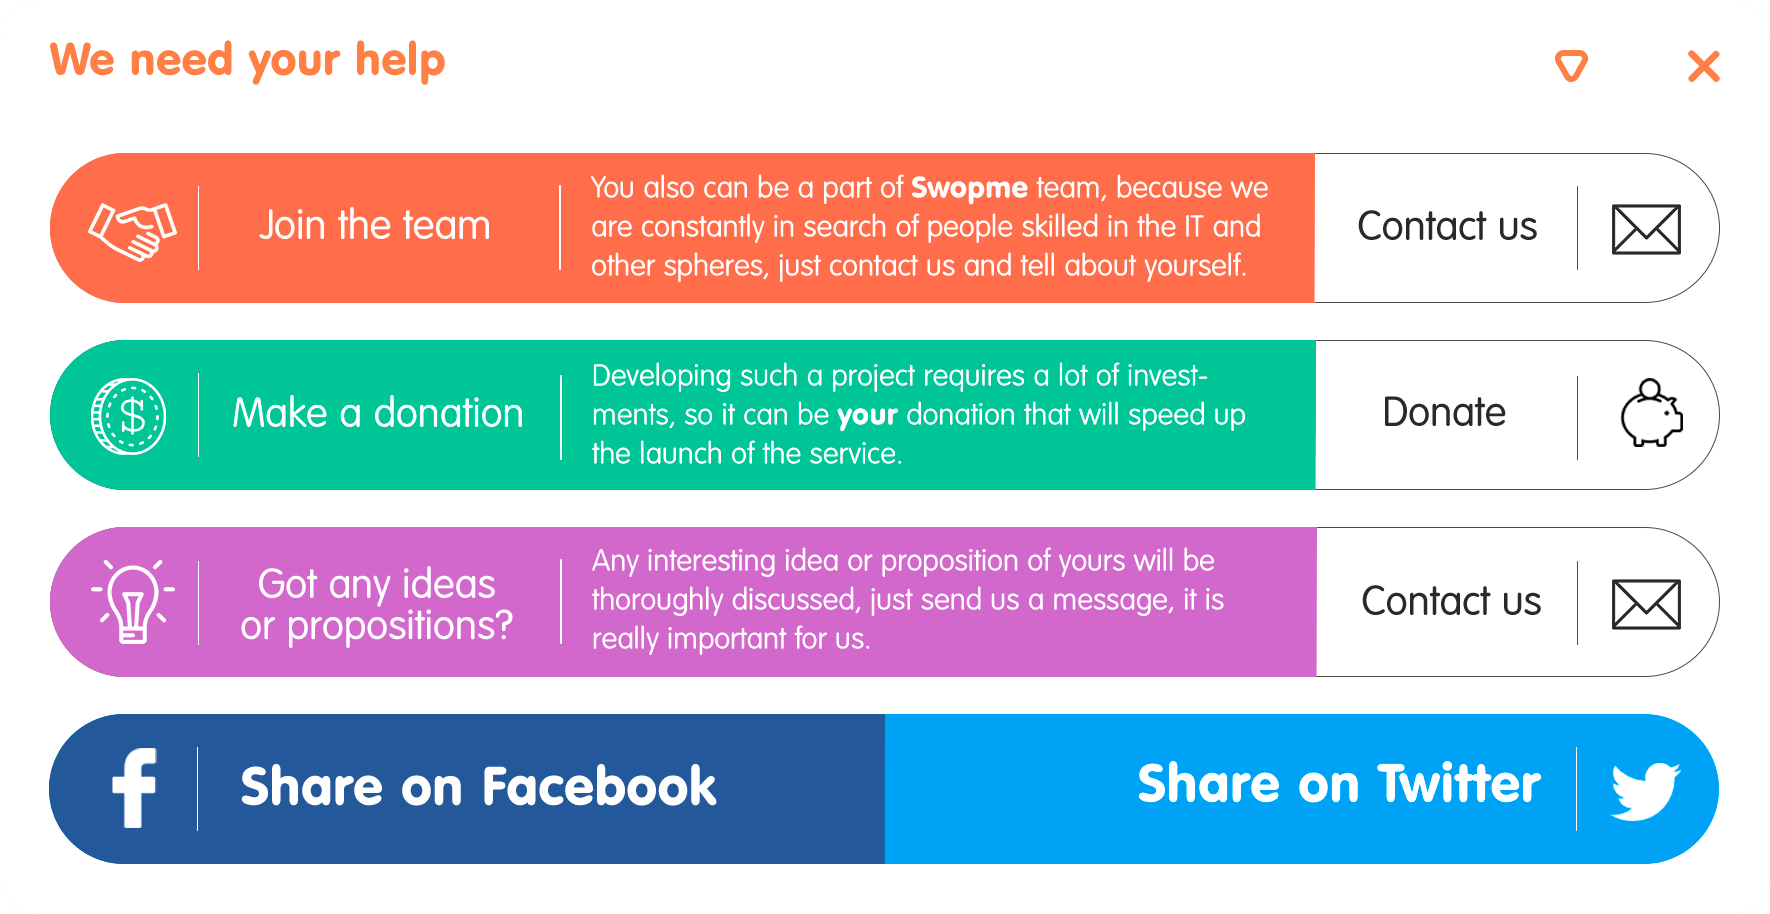 We need your help
Join the team
You also can be a part of Swopme team, because we
are constantly in search of people skilled in the IT and
other spheres, just contact us and tell about yourself.
Contact us
Make a donation
Developing such a project requires a lot of invest-
ments, so it can be your donation that will speed up
the launch of the service.
Donate
Got any ideas
or propositions?
Any interesting idea or proposition of yours will be
thoroughly discussed, just send us a message, it is
really important for us.
Contact us
Share on Facebook
Share on Twitter